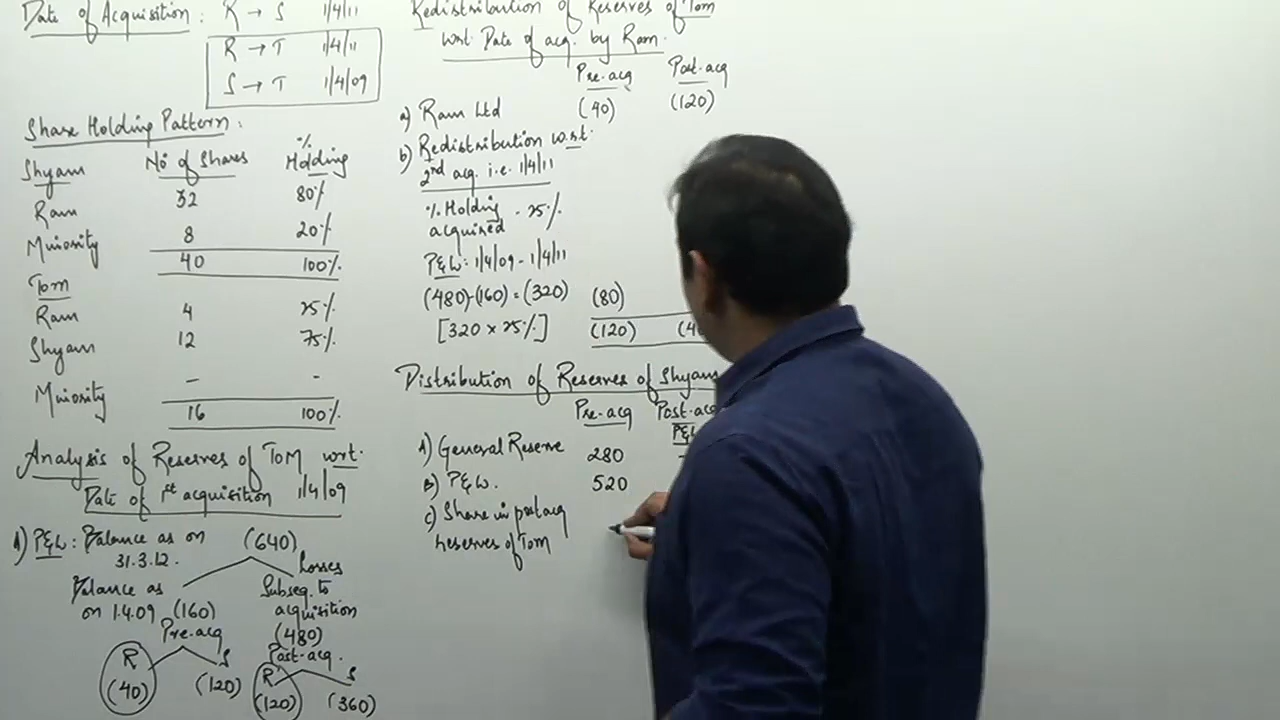 Date of Acquisition : R → S 1/4/11
R → T 1/4/11
S → T 1/4/09
Share Holding Pattern :
Shyam No of Shares % Holding
Ram 32 80%
Minority 8 20%
40 100%
Tom
Ram 4 25%
Shyam 12 75%
Minority - -
16 100%
Analysis of Reserves of Tom wrt.
Date of 1st acquisition 1/4/09
A) P&L : Balance as on 31.3.12. (640)
Balance as on 1.4.09 (160)
Pre-acq
R S
(40) (120)
Losses Subseq. to acquisition
(480)
Post-acq.
R S
(120) (360)
Redistribution of Reserves of Tom
wrt. Date of acq. by Ram.
Pre-acq Post-acq
a) Ram Ltd (40) (120)
b) Redistribution w.r.t.
2nd acq. i.e. 1/4/11
% Holding acquired - 25%
P&L : 1/4/09 - 1/4/11
(480)-(160) = (320) (80)
[320 x 25%] (120)
Distribution of Reserves of Shyam
Pre-acq Post-acq
P&L
A) General Reserve 280 -
B) P&L. 520
C) Share in post acq
reserves of Tom